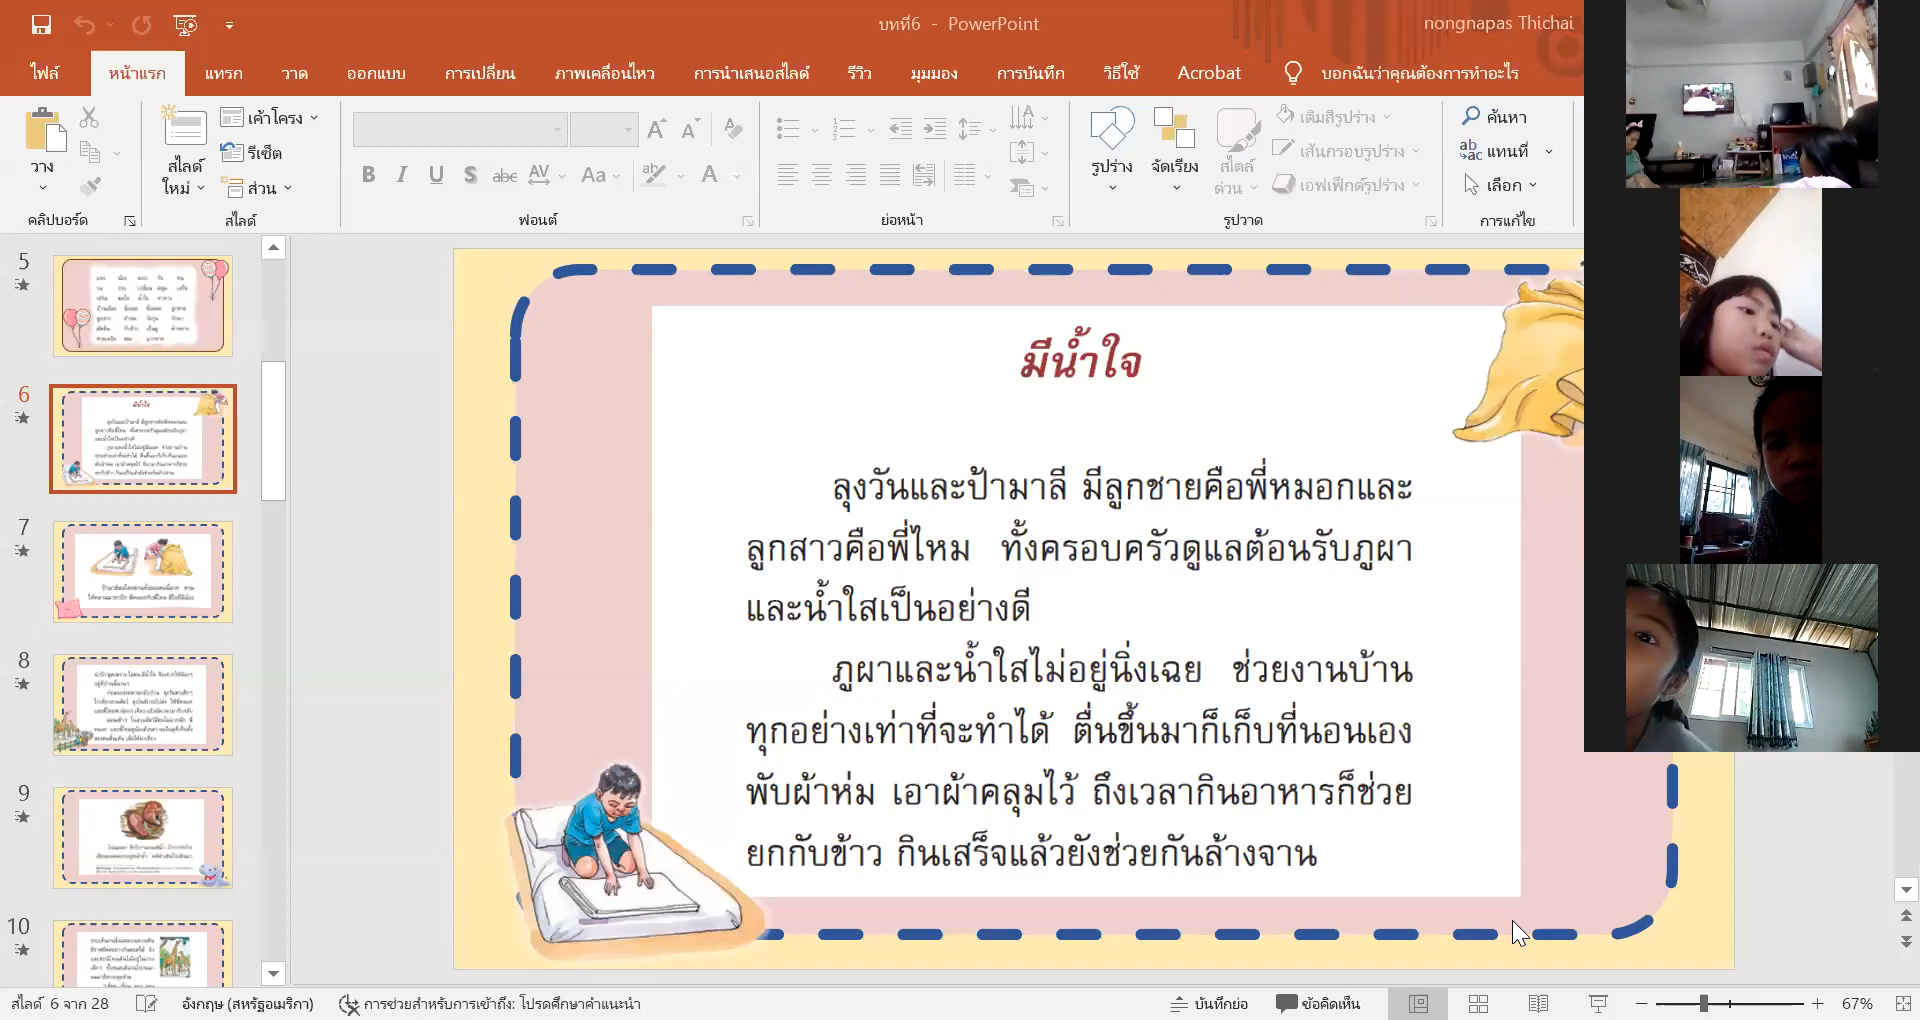 บทที่6 - PowerPoint
nongnapas Thichai
ไฟล์ หน้าแรก แทรก วาด ออกแบบ การเปลี่ยน ภาพเคลื่อนไหว การนำเสนอสไลด์ รีวิว มุมมอง การบันทึก วิธีใช้ Acrobat บอกฉันว่าคุณต้องการทำอะไร
วาง
คลิปบอร์ด
สไลด์
ใหม่
เค้าโครง
รีเซ็ต
ส่วน
สไลด์
ฟอนต์
ย่อหน้า
รูปร่าง
จัดเรียง
สไตล์
ด่วน
เติมสีรูปร่าง
เส้นกรอบรูปร่าง
เอฟเฟ็กต์รูปร่าง
รูปวาด
ค้นหา
แทนที่
เลือก
การแก้ไข
5
6
7
8
9
10
มีน้ำใจ
ลุงวันและป้ามาลี มีลูกชายคือพี่หมอกและ
ลูกสาวคือพี่ไหม ทั้งครอบครัวดูแลต้อนรับภูผา
และน้ำใสเป็นอย่างดี
ภูผาและน้ำใสไม่อยู่นิ่งเฉย ช่วยงานบ้าน
ทุกอย่างเท่าที่จะทำได้ ตื่นขึ้นมาก็เก็บที่นอนเอง
พับผ้าห่ม เอาผ้าคลุมไว้ ถึงเวลากินอาหารก็ช่วย
ยกกับข้าว กินเสร็จแล้วยังช่วยกันล้างจาน
สไลด์ 6 จาก 28 อังกฤษ (สหรัฐอเมริกา) การช่วยสำหรับการเข้าถึง: โปรดศึกษาคำแนะนำ บันทึกย่อ ข้อคิดเห็น 67%